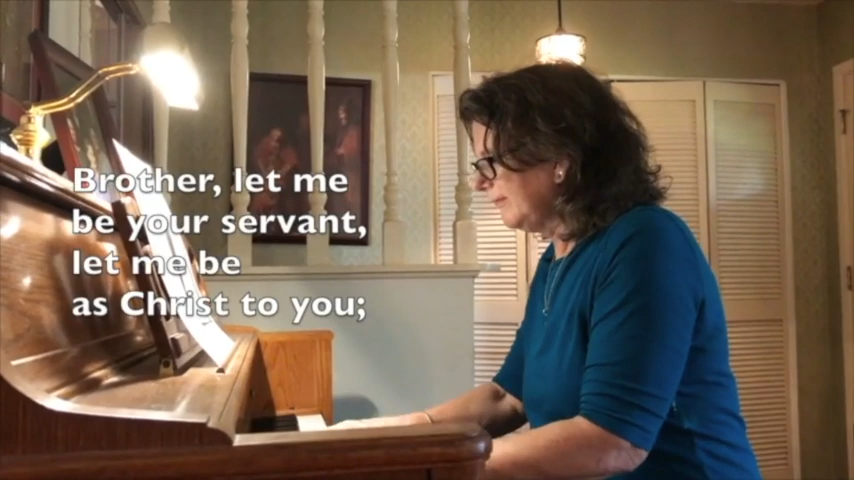 Brother, let me
be your servant,
let me be
as Christ to you;